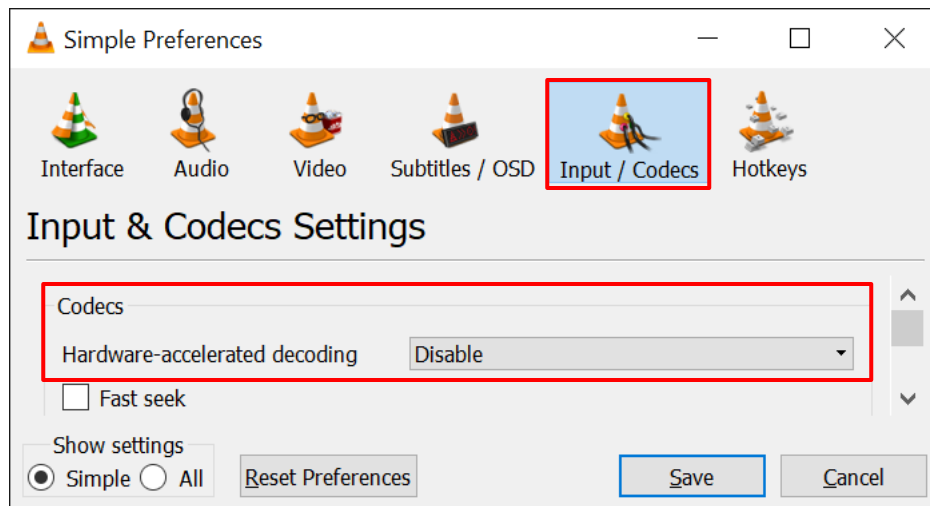 Simple Preferences
Interface Audio Video Subtitles / OSD Input / Codecs Hotkeys
Input & Codecs Settings
Codecs
Hardware-accelerated decoding Disable
Fast seek
Show settings
Simple All Reset Preferences Save Cancel